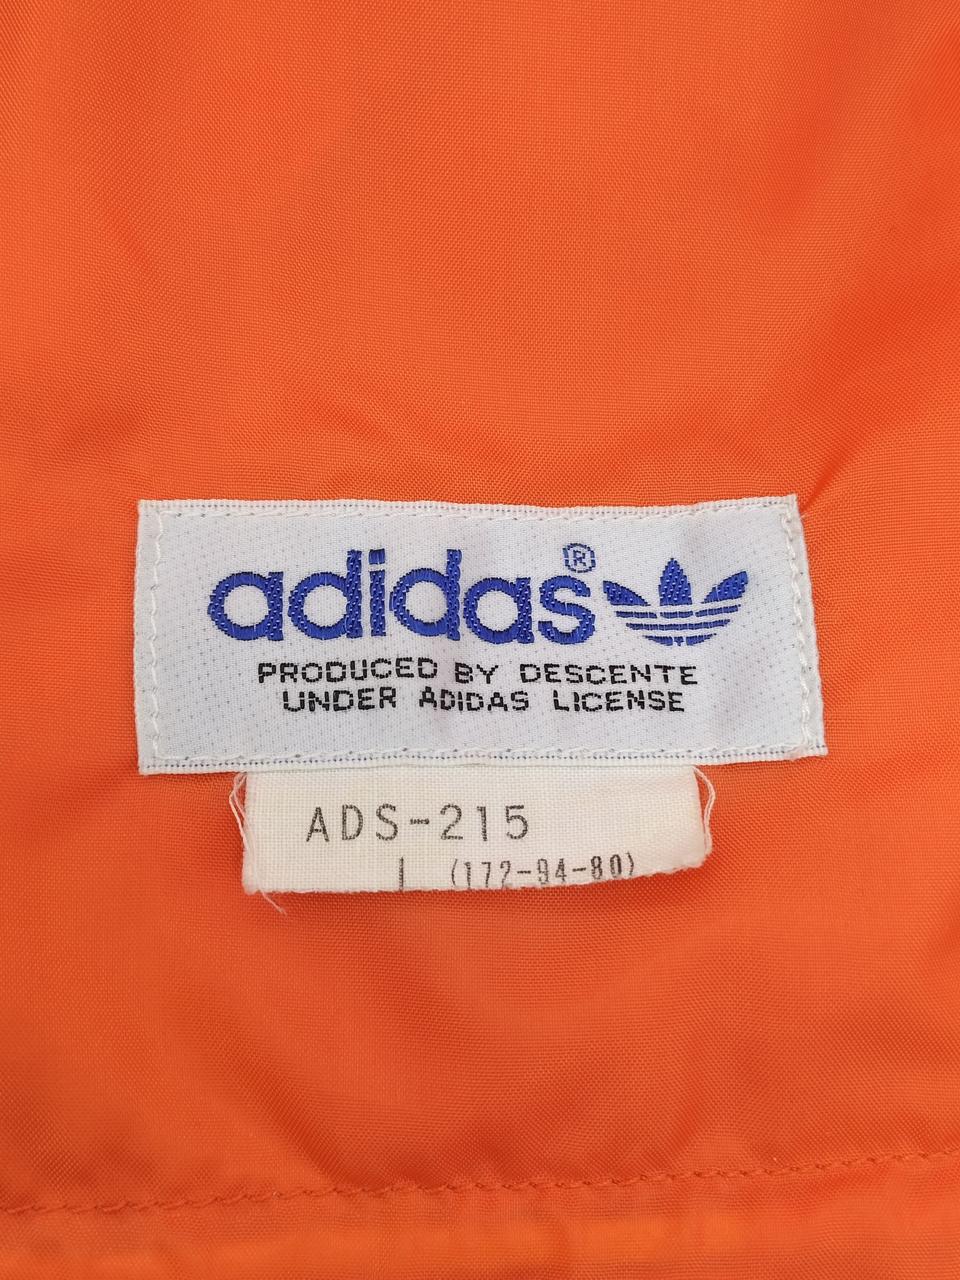 adidas®
PRODUCED BY DESCENTE
UNDER ADIDAS LICENSE
ADS-215
(172-94-80)